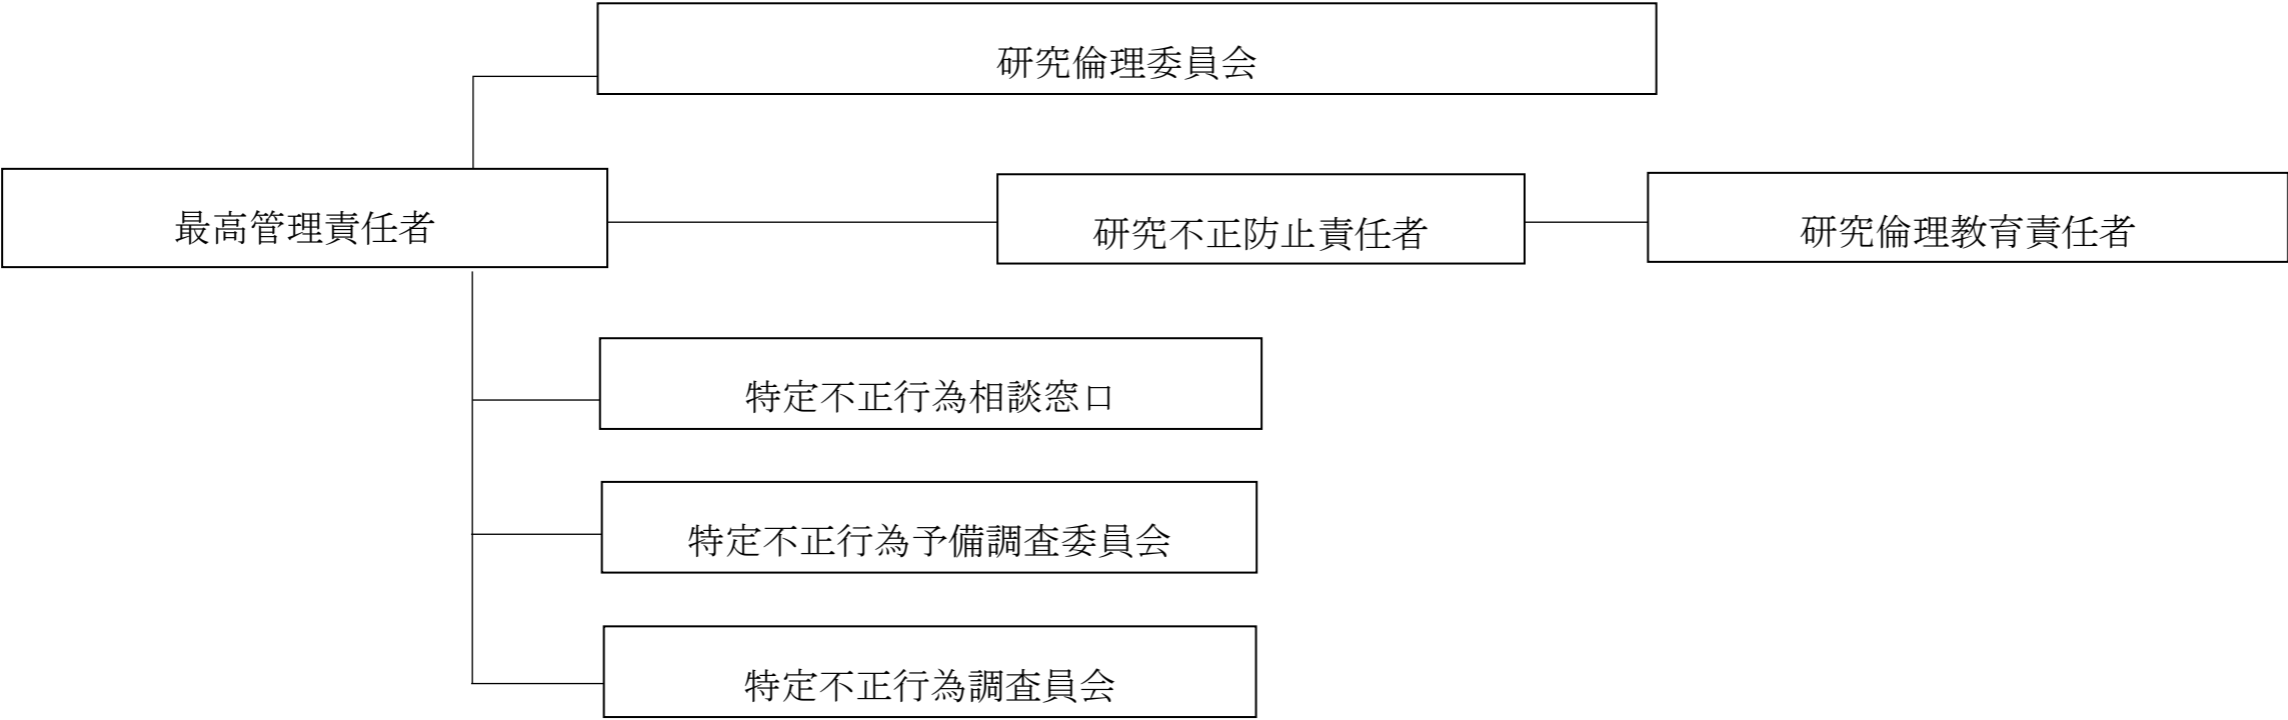 研究倫理委員会
最高管理責任者
研究不正防止責任者
研究倫理教育責任者
特定不正行為相談窓口
特定不正行為予備調査委員会
特定不正行為調査員会